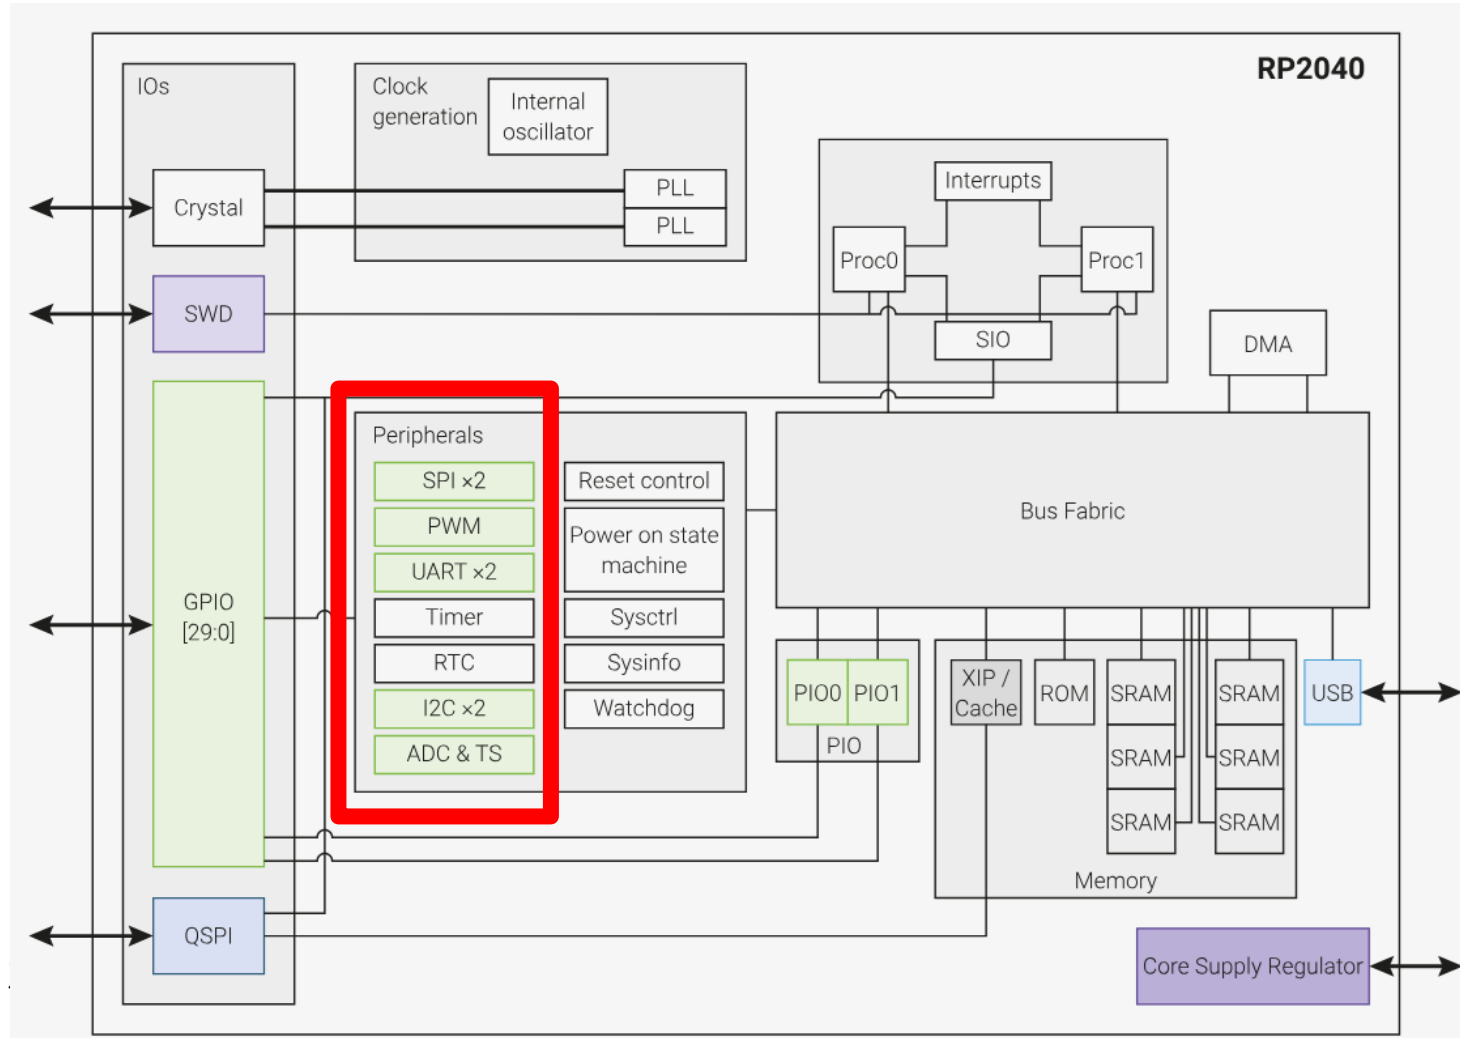 RP2040
IOs
Clock
generation
Internal
oscillator
PLL
PLL
Crystal
Interrupts
Proc0
Proc1
SIO
SWD
DMA
GPIO
[29:0]
Peripherals
SPI ×2
PWM
UART ×2
Timer
RTC
I2C ×2
ADC & TS
Reset control
Power on state
machine
Sysctrl
Sysinfo
Watchdog
Bus Fabric
PIO0
PIO1
PIO
XIP /
Cache
ROM
SRAM
SRAM
SRAM
SRAM
SRAM
SRAM
Memory
USB
QSPI
Core Supply Regulator